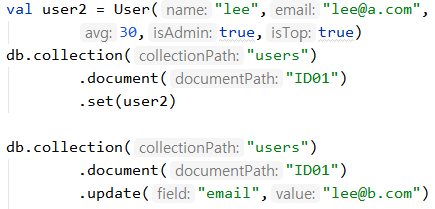 val user2 = User( name: "lee", email: "lee@a.com",
avg: 30, isAdmin: true, isTop: true)
db.collection( collectionPath: "users")
.document( documentPath: "ID01")
.set(user2)
db.collection( collectionPath: "users")
.document( documentPath: "ID01")
.update( field: "email", value: "lee@b.com")